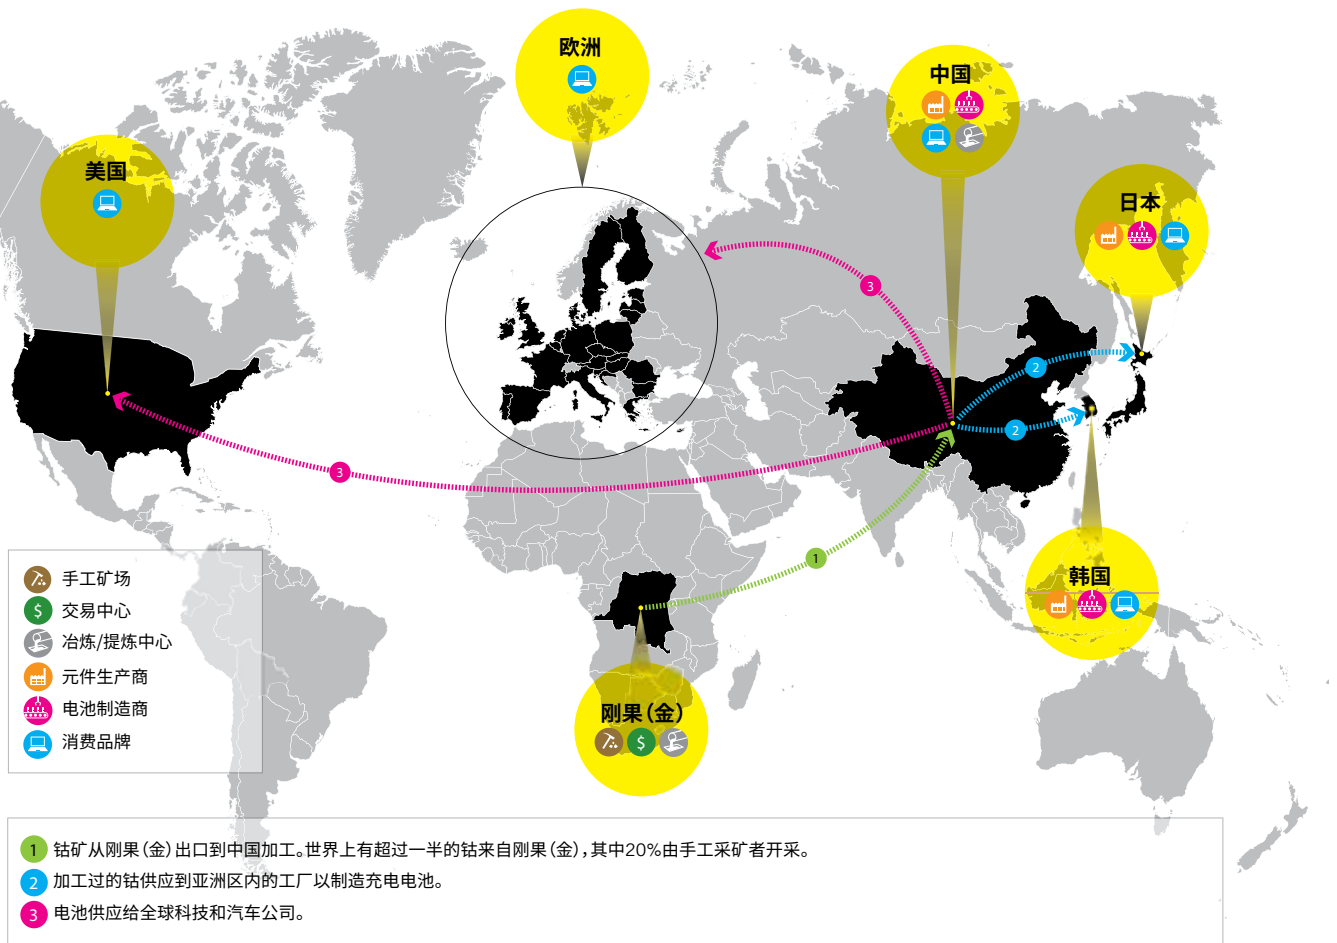 欧洲
中国
美国
日本
3
2
2
3
1
韩国
手工矿场
$ 交易中心
冶炼/提炼中心
元件生产商
电池制造商
消费品牌
刚果（金）
$
1 钴矿从刚果（金）出口到中国加工。世界上有超过一半的钴来自刚果（金），其中20%由手工采矿者开采。
2 加工过的钴供应到亚洲区内的工厂以制造充电电池。
3 电池供应给全球科技和汽车公司。